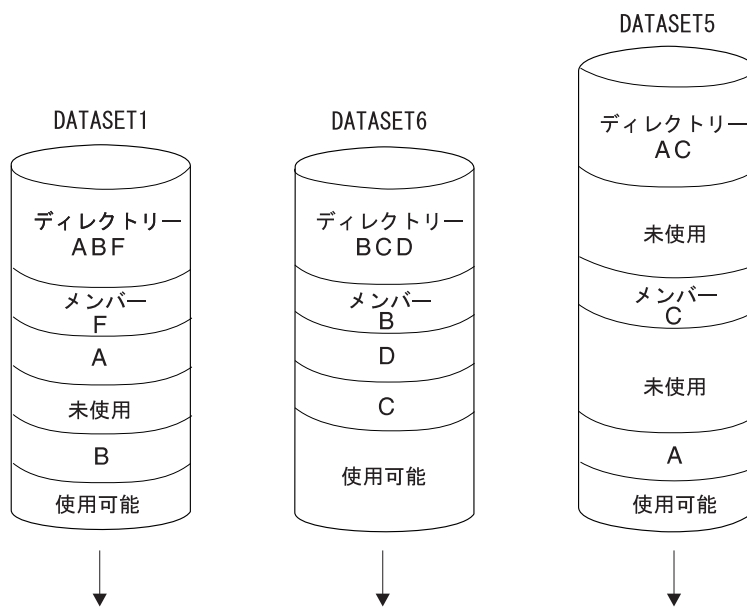 DATASET1
ディレクトリー
ABF
メンバー
F
A
未使用
B
使用可能
DATASET6
ディレクトリー
BCD
メンバー
B
D
C
使用可能
DATASET5
ディレクトリー
AC
未使用
メンバー
C
未使用
A
使用可能